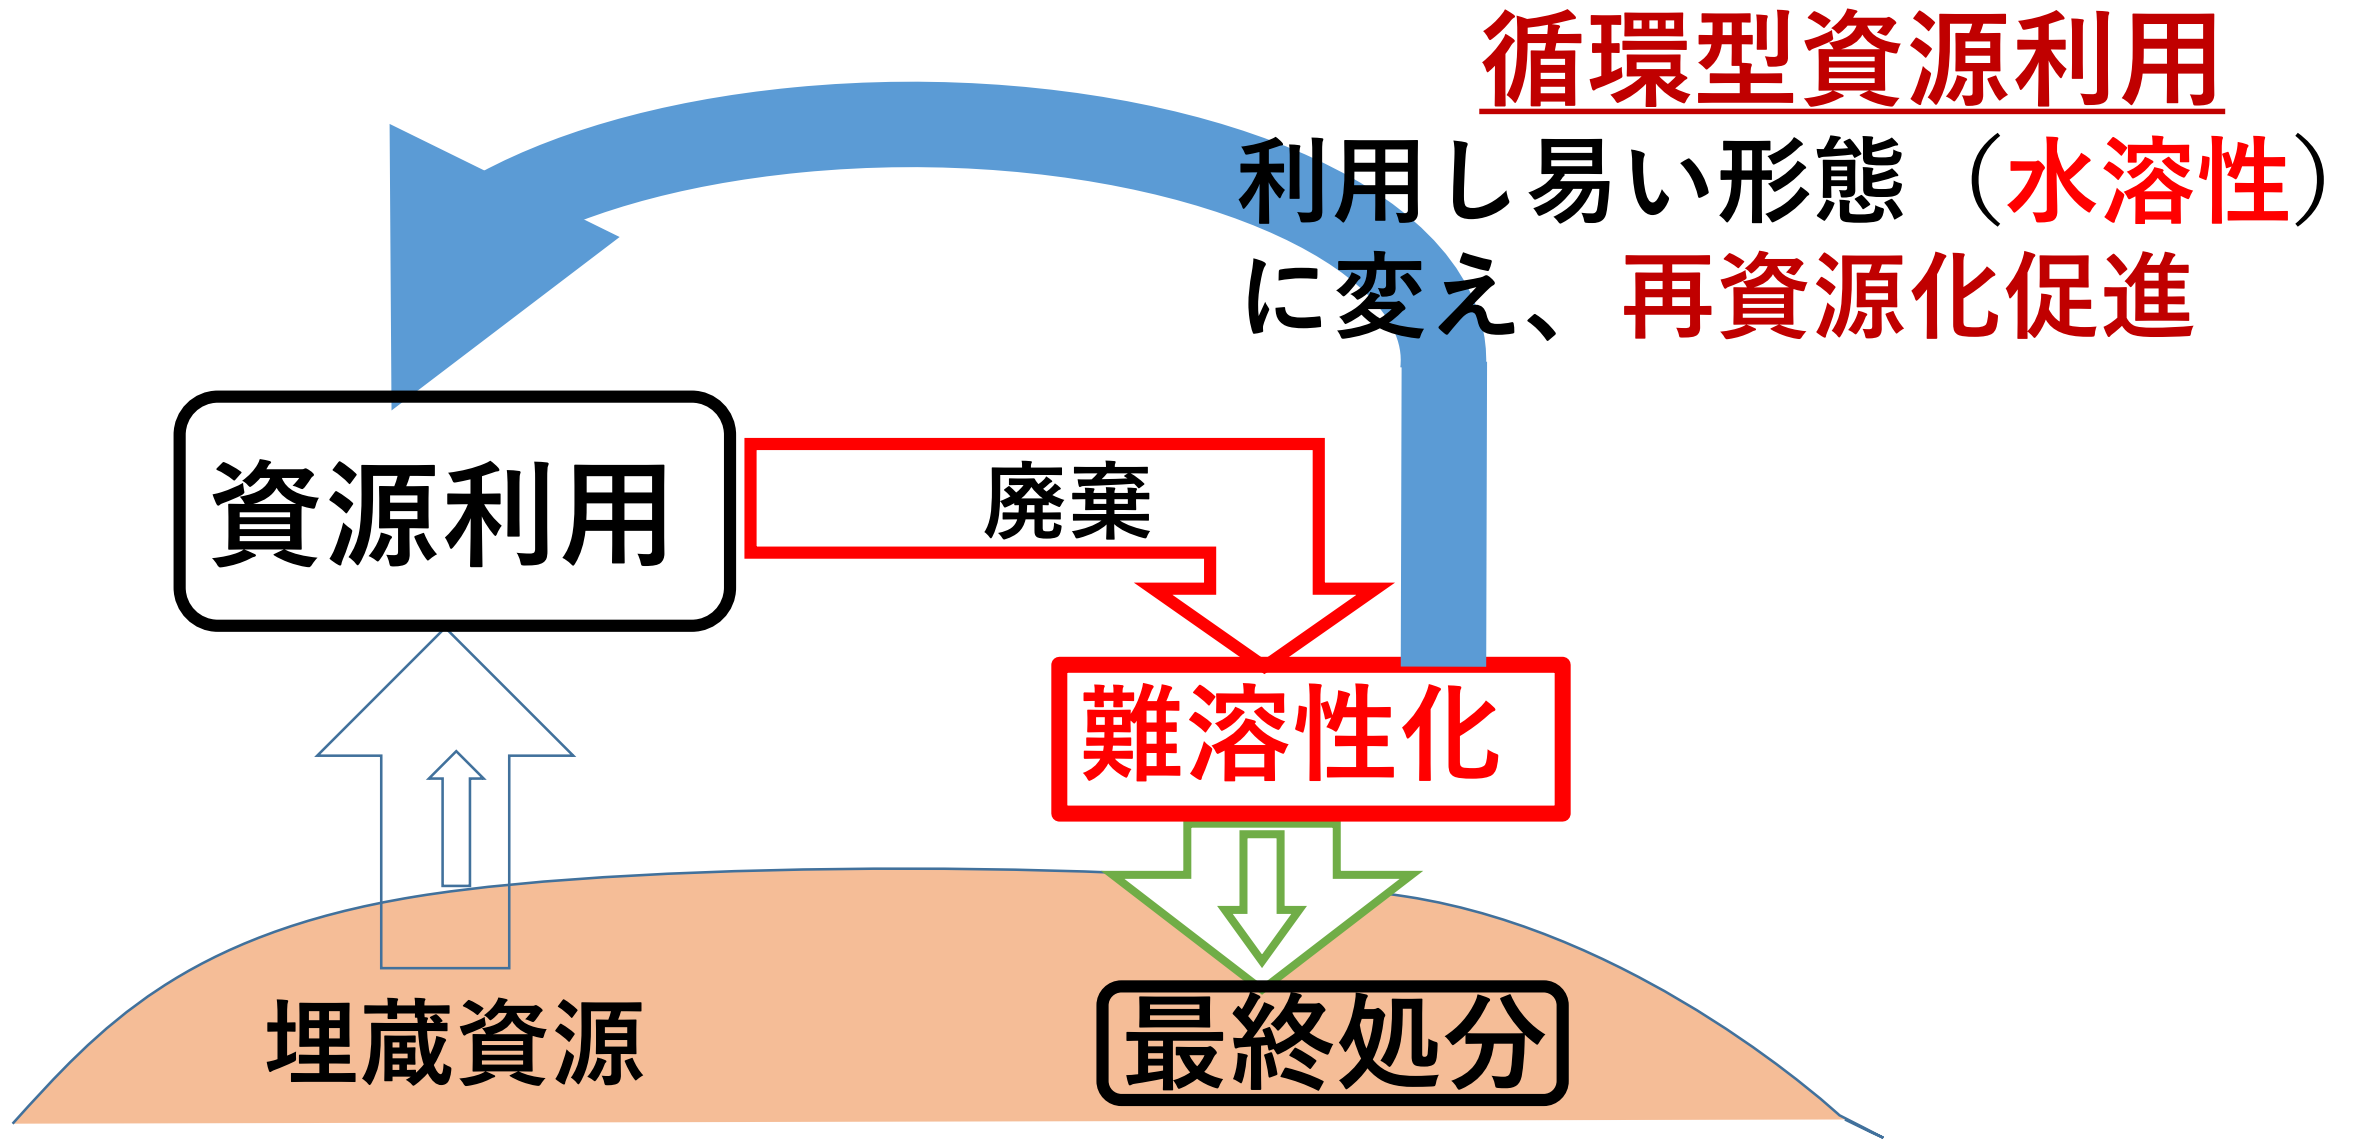 循環型資源利用
利用し易い形態（水溶性）
に変え、再資源化促進
資源利用
廃棄
難溶性化
埋蔵資源
最終処分